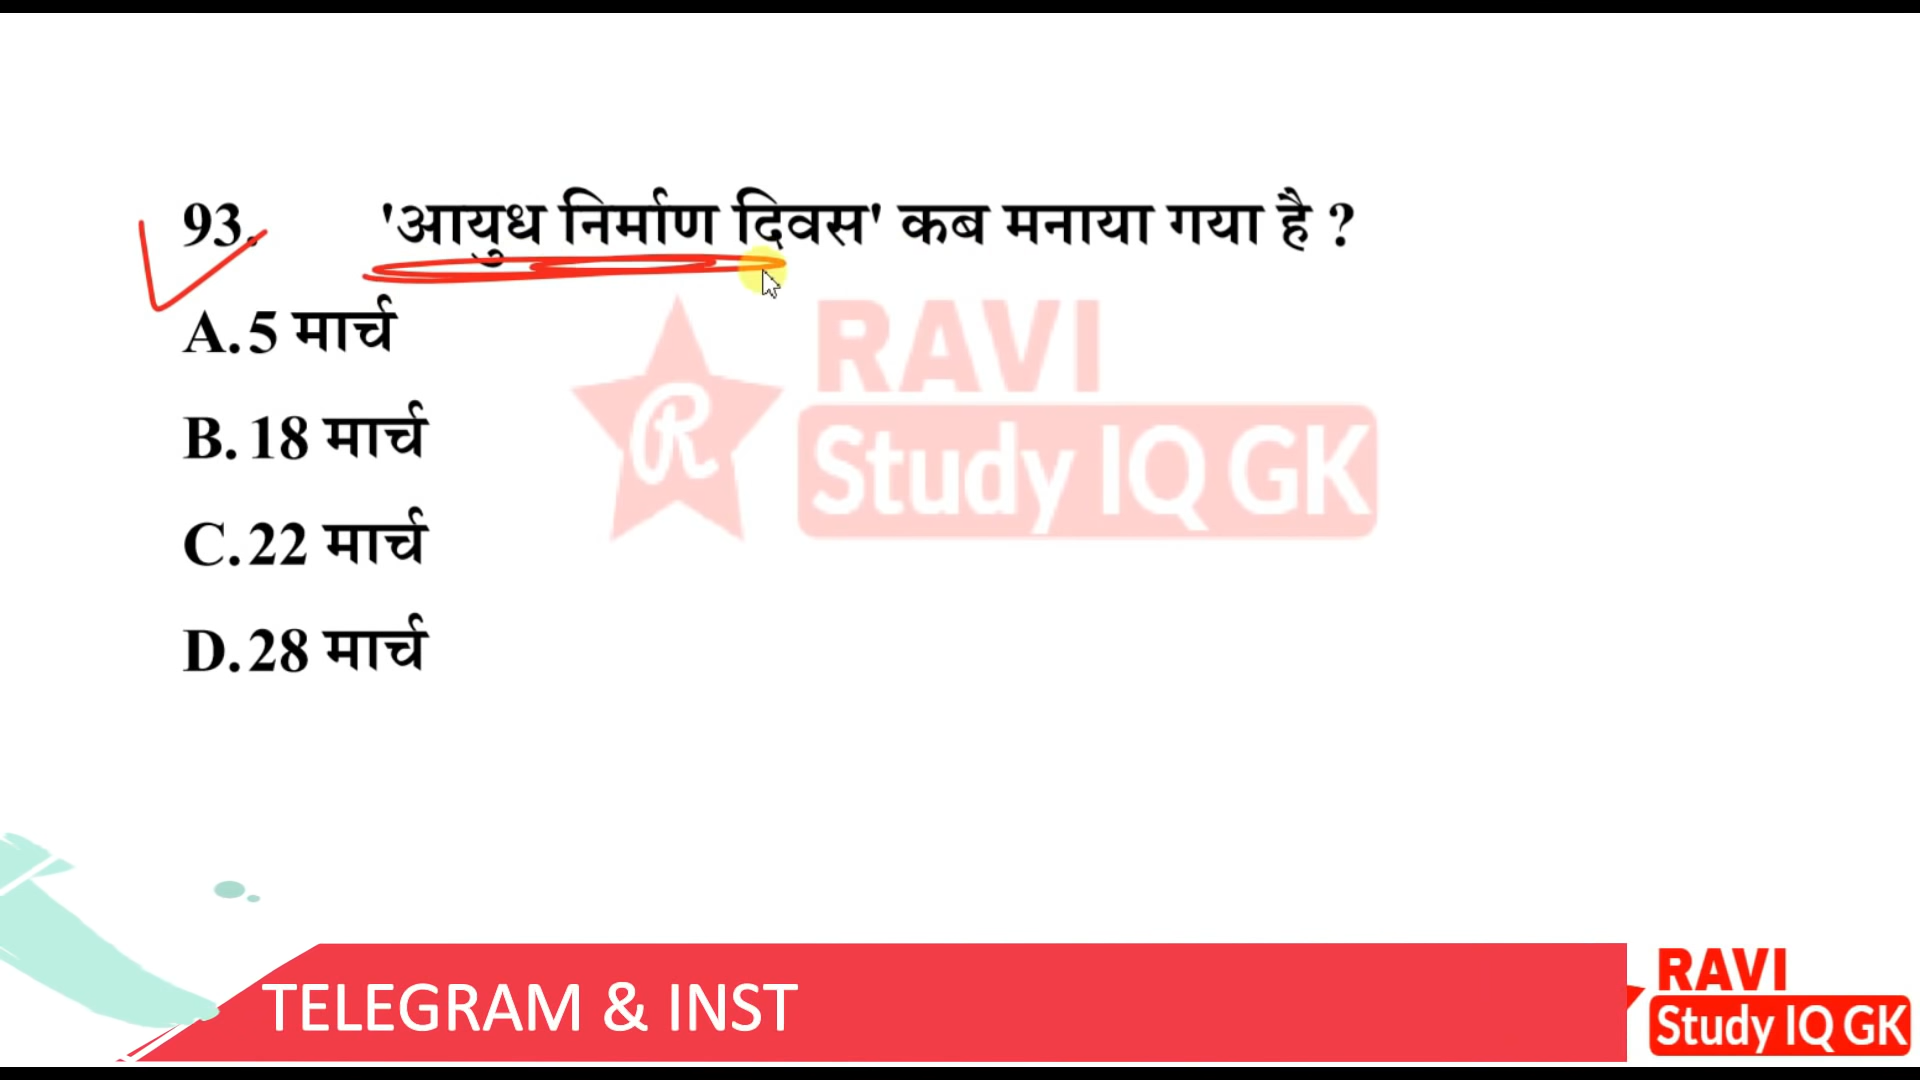 93. 'आयुध निर्माण दिवस' कब मनाया गया है ?
A. 5 मार्च
B. 18 मार्च
C. 22 मार्च
D. 28 मार्च
R
RAVI
Study IQ GK
TELEGRAM & INST
RAVI
Study IQ GK